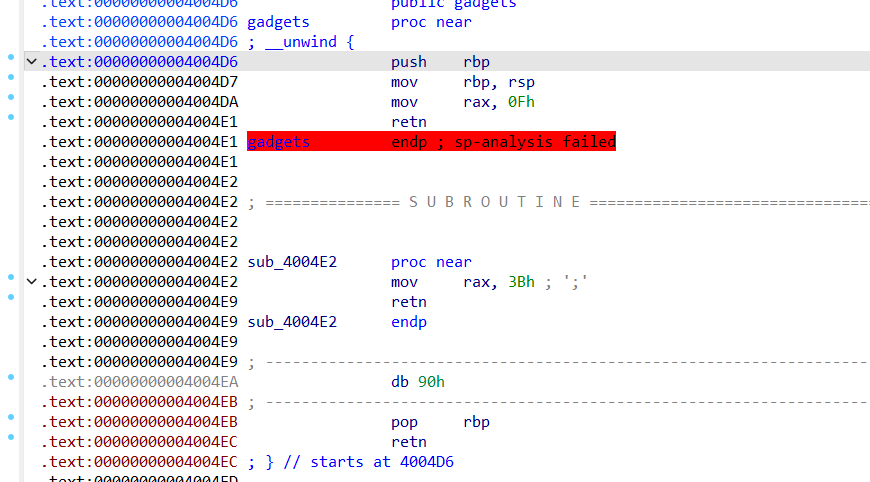 .text:00000000004004D6                 public gadgets
.text:00000000004004D6 gadgets         proc near
.text:00000000004004D6 ; __unwind {
.text:00000000004004D6                 push    rbp
.text:00000000004004D7                 mov     rbp, rsp
.text:00000000004004DA                 mov     rax, 0Fh
.text:00000000004004E1                 retn
.text:00000000004004E1 gadgets         endp ; sp-analysis failed
.text:00000000004004E1
.text:00000000004004E2
.text:00000000004004E2 ; =============== S U B R O U T I N E =======================================
.text:00000000004004E2
.text:00000000004004E2
.text:00000000004004E2 sub_4004E2      proc near
.text:00000000004004E2                 mov     rax, 3Bh ; ';'
.text:00000000004004E9                 retn
.text:00000000004004E9 sub_4004E2      endp
.text:00000000004004E9
.text:00000000004004E9 ; ---------------------------------------------------------------------------
.text:00000000004004EA                 db 90h
.text:00000000004004EB ; ---------------------------------------------------------------------------
.text:00000000004004EB                 pop     rbp
.text:00000000004004EC                 retn
.text:00000000004004EC ; } // starts at 4004D6
.text:00000000004004ED